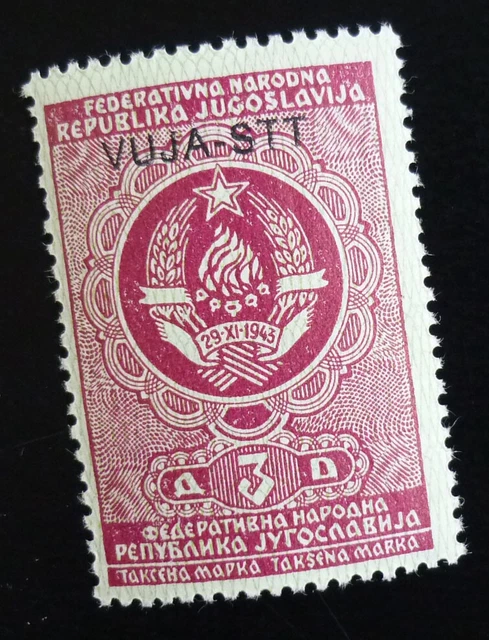 FEDERATIVNA NARODNA
REPUBLIKA JUGOSLAVIJA
VUJA-STT
29·XI·1943
Д 3 D
ФЕДЕРАТИВНА НАРОДНА
РЕПУБЛИКА ЈУГОСЛАВИЈА
ТАКСЕНА МАРКА TAKSENA MARKA